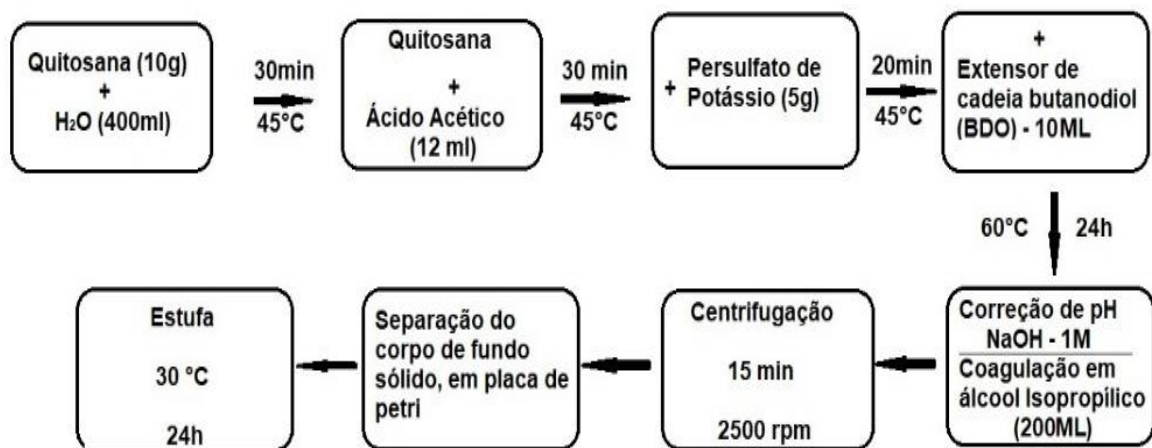 Quitosana (10g)
+
H₂O (400ml)
30min
45°C
Quitosana
+
Ácido Acético
(12 ml)
30 min
45°C
+ Persulfato de
Potássio (5g)
20min
45°C
+
Extensor de
cadeia butanodiol
(BDO) - 10ML
60°C 24h
Correção de pH
NaOH - 1M
Coagulação em
álcool Isopropílico
(200ML)
Centrifugação
15 min
2500 rpm
Separação do
corpo de fundo
sólido, em placa de
petri
Estufa
30 °C
24h